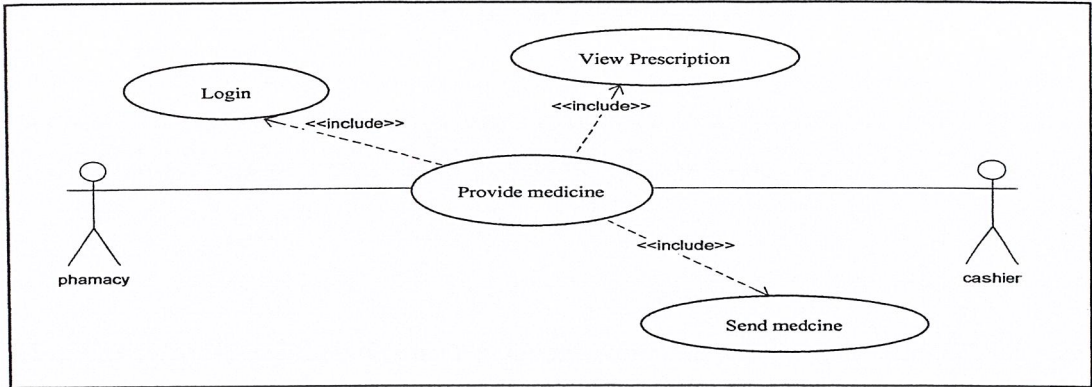 View Prescription
Login
<<include>>
<<include>>
Provide medicine
<<include>>
phamacy
cashier
Send medcine